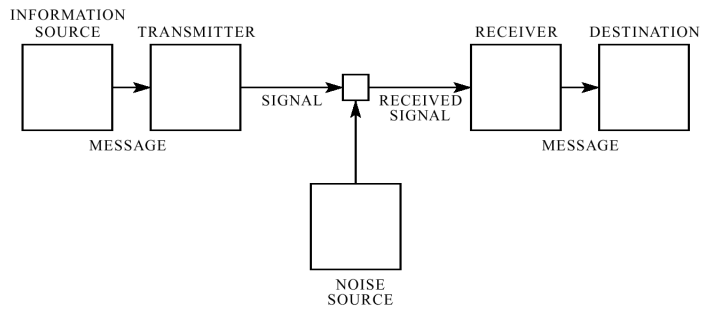 INFORMATION
SOURCE
TRANSMITTER
RECEIVER
DESTINATION
SIGNAL
RECEIVED
SIGNAL
MESSAGE
MESSAGE
NOISE
SOURCE